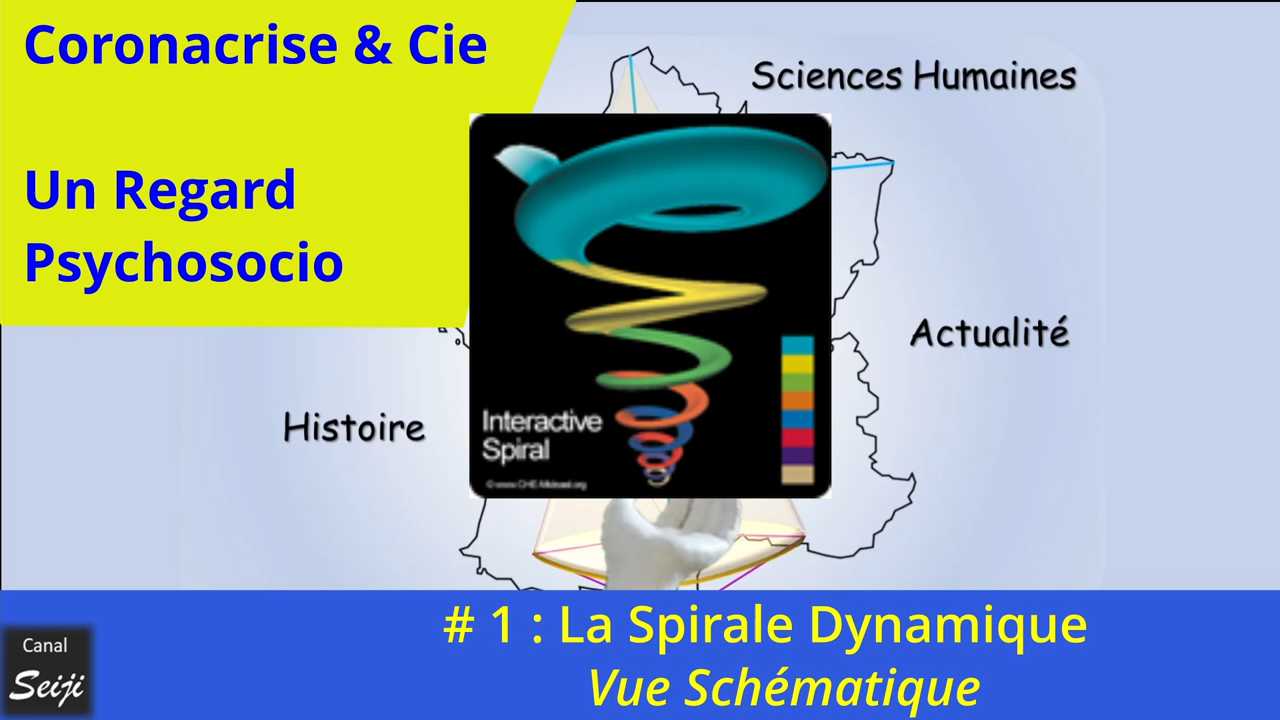 Coronacrise & Cie
Un Regard
Psychosocio
Sciences Humaines
Actualité
Histoire
Interactive
Spiral
# 1 : La Spirale Dynamique
Vue Schématique
Canal
Seiji